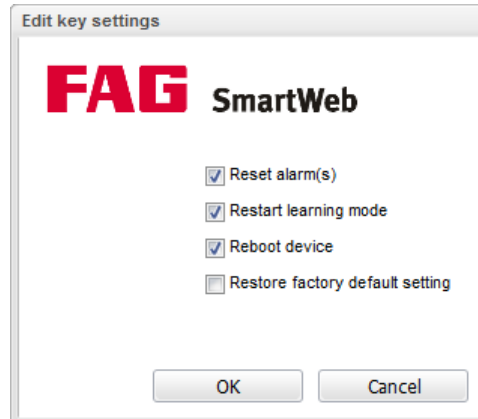 Edit key settings
FAG SmartWeb
Reset alarm(s)
Restart learning mode
Reboot device
Restore factory default setting
OK Cancel